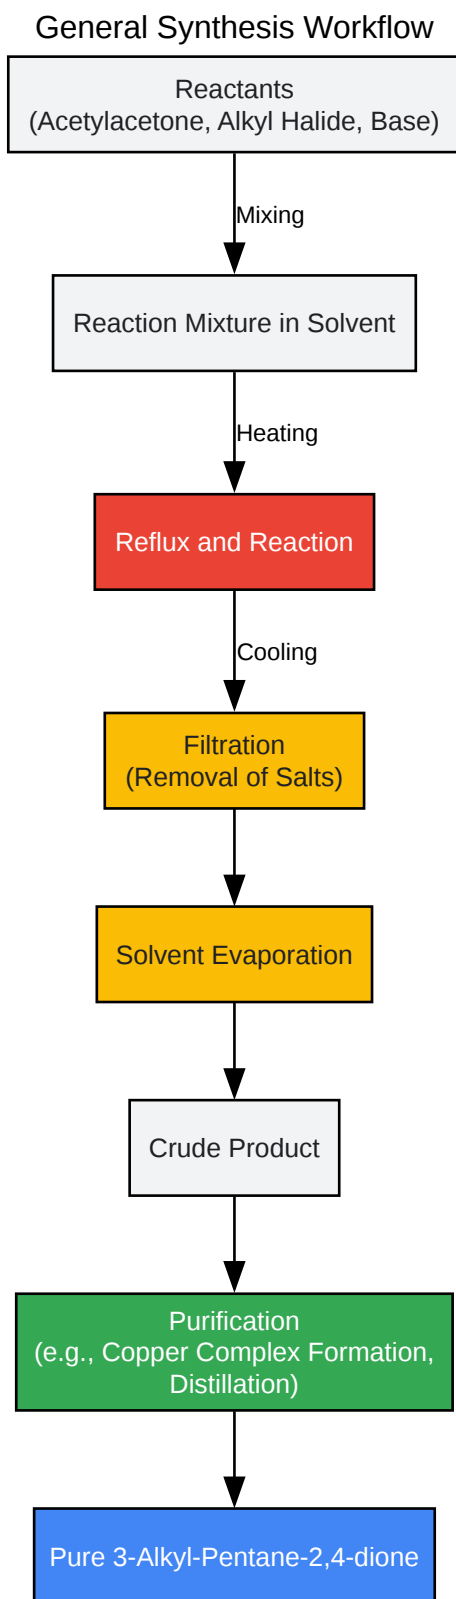 General Synthesis Workflow
Reactants
(Acetylacetone, Alkyl Halide, Base)
Mixing
Reaction Mixture in Solvent
Heating
Reflux and Reaction
Cooling
Filtration
(Removal of Salts)
Solvent Evaporation
Crude Product
Purification
(e.g., Copper Complex Formation,
Distillation)
Pure 3-Alkyl-Pentane-2,4-dione